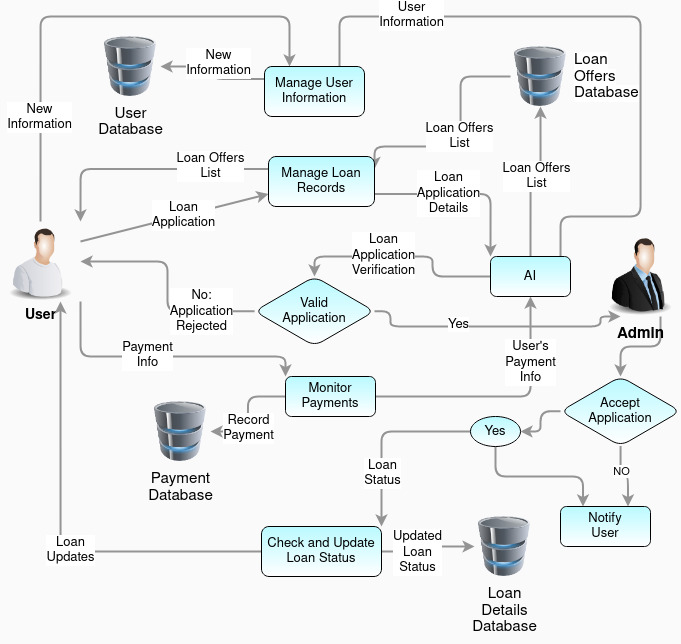 User
Information
New
Information
Manage User
Information
User
Database
Loan
Offers
Database
New
Information
Loan Offers
List
Loan Offers
List
Manage Loan
Records
Loan
Application
Details
Loan Offers
List
Loan
Application
Loan
Application
Verification
AI
No:
Application
Rejected
Valid
Application
User
Yes
Admin
Payment
Info
User's
Payment
Info
Monitor
Payments
Accept
Application
Record
Payment
Yes
Payment
Database
Loan
Status
NO
Notify
User
Loan
Updates
Check and Update
Loan Status
Updated
Loan
Status
Loan
Details
Database